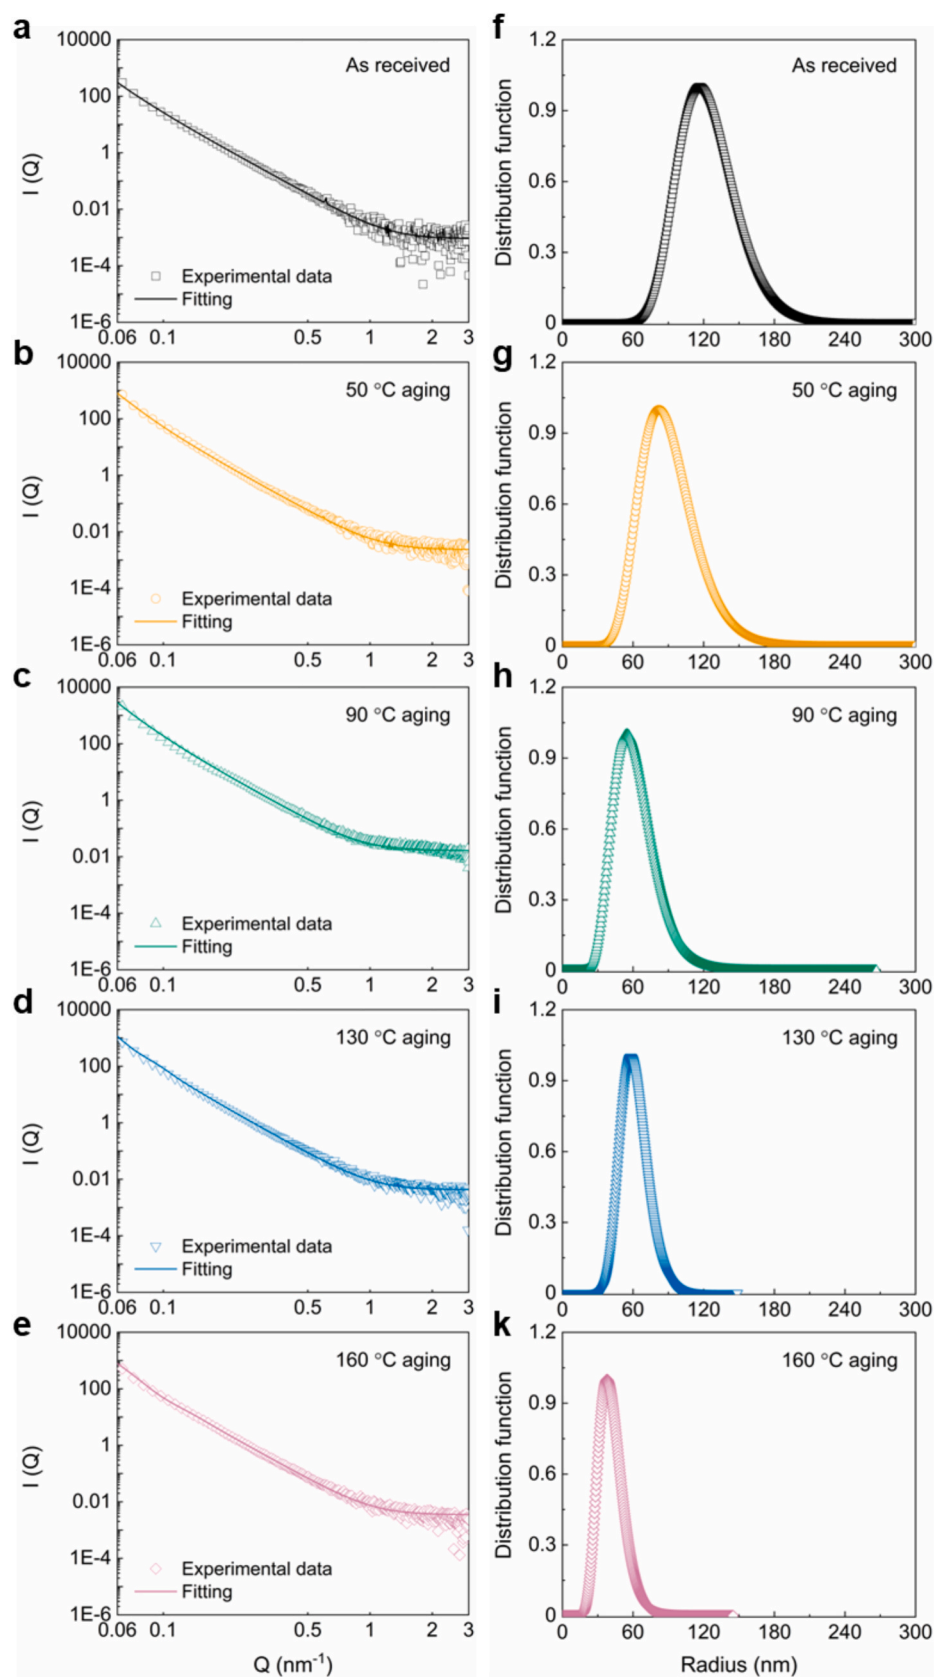 a
10000
100
1
0.01
1E-4
1E-6
I (Q)
As received
Experimental data
Fitting
0.06 0.1 0.5 1 2 3
f
1.2
0.9
0.6
0.3
0
Distribution function
As received
0 60 120 180 240 300
b
10000
100
1
0.01
1E-4
1E-6
I (Q)
50 °C aging
Experimental data
Fitting
0.06 0.1 0.5 1 2 3
g
1.2
0.9
0.6
0.3
0
Distribution function
50 °C aging
0 60 120 180 240 300
c
10000
100
1
0.01
1E-4
1E-6
I (Q)
90 °C aging
Experimental data
Fitting
0.06 0.1 0.5 1 2 3
h
1.2
0.9
0.6
0.3
0
Distribution function
90 °C aging
0 60 120 180 240 300
d
10000
100
1
0.01
1E-4
1E-6
I (Q)
130 °C aging
Experimental data
Fitting
0.06 0.1 0.5 1 2 3
i
1.2
0.9
0.6
0.3
0
Distribution function
130 °C aging
0 60 120 180 240 300
e
10000
100
1
0.01
1E-4
1E-6
I (Q)
160 °C aging
Experimental data
Fitting
0.06 0.1 0.5 1 2 3
Q (nm⁻¹)
k
1.2
0.9
0.6
0.3
0
Distribution function
160 °C aging
0 60 120 180 240 300
Radius (nm)